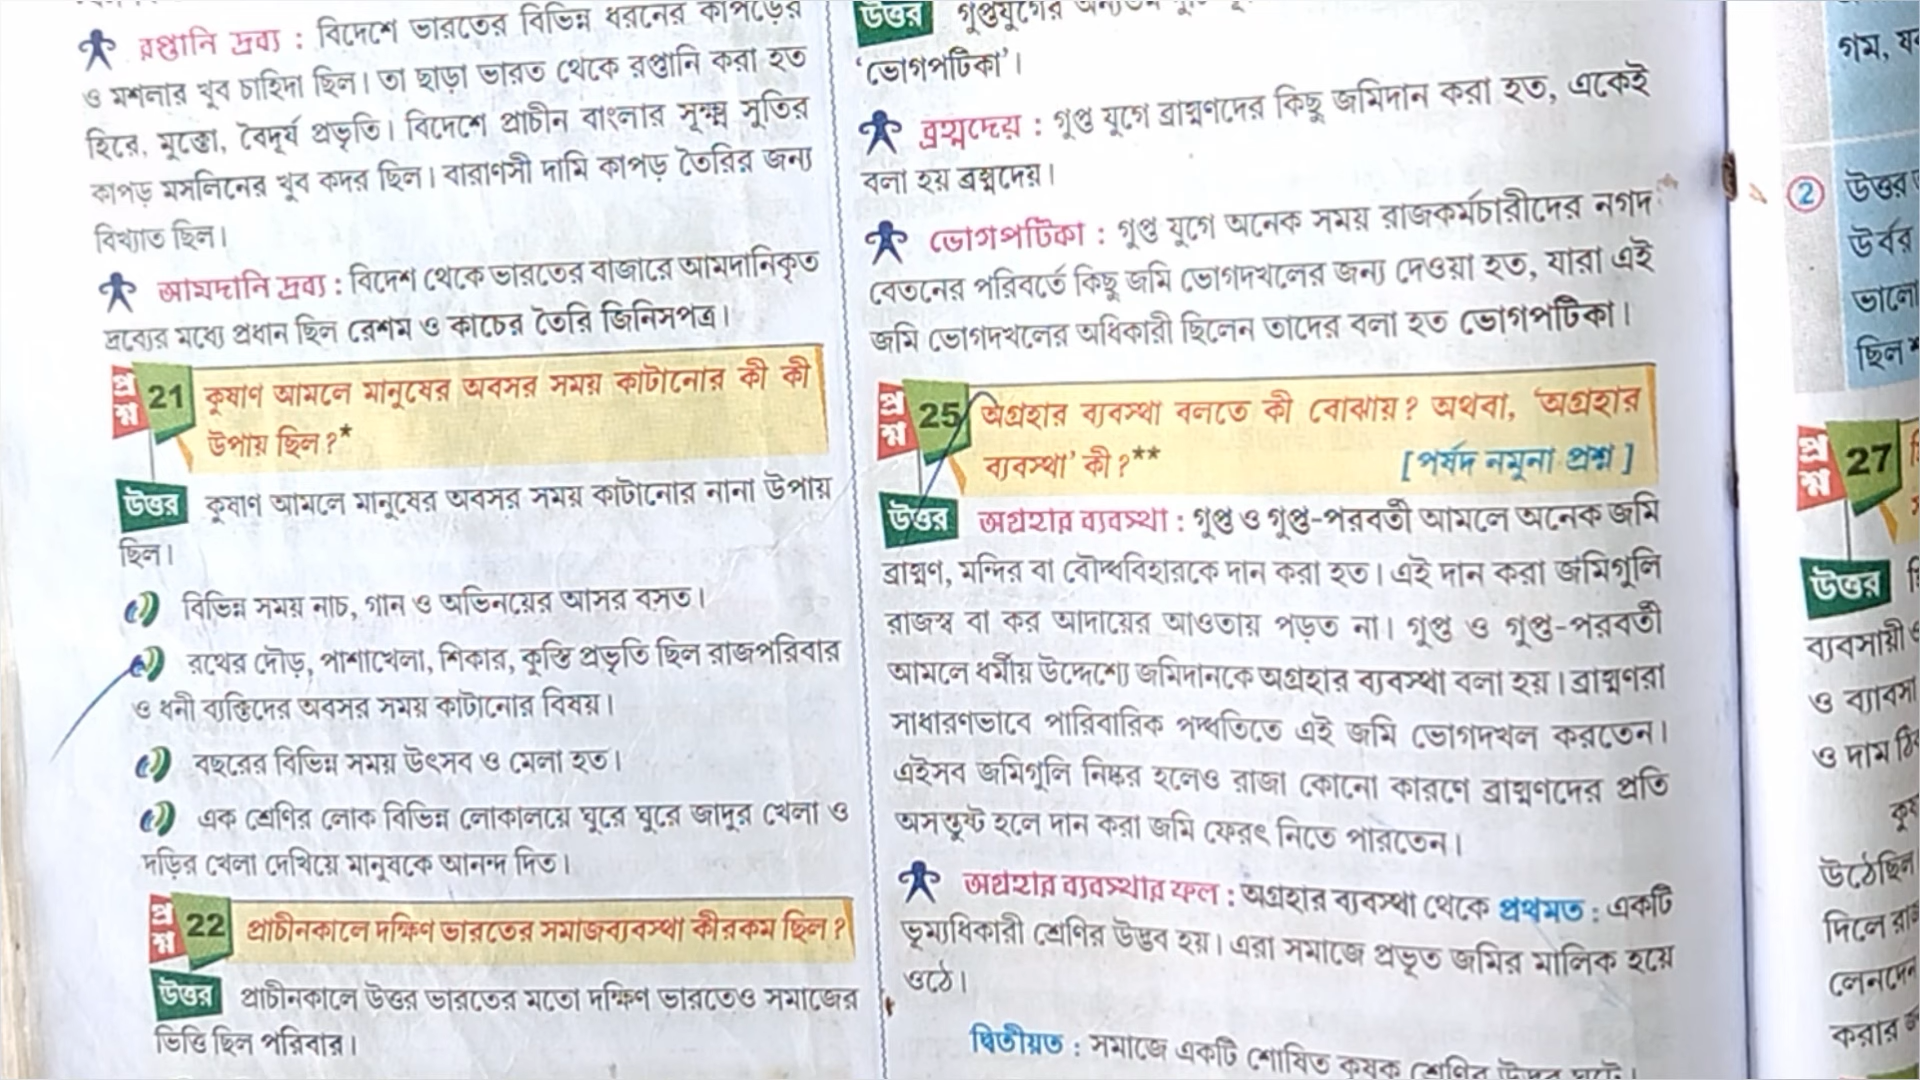 রপ্তানি দ্রব্য : বিদেশে ভারতের বিভিন্ন ধরনের কাপড়ের
ও মশলার খুব চাহিদা ছিল। তা ছাড়া ভারত থেকে রপ্তানি করা হত
হিরে, মুক্তো, বৈদূর্য প্রভৃতি। বিদেশে প্রাচীন বাংলার সূক্ষ্ম সুতির
কাপড় মসলিনের খুব কদর ছিল। বারাণসী দামি কাপড় তৈরির জন্য
বিখ্যাত ছিল।
আমদানি দ্রব্য : বিদেশ থেকে ভারতের বাজারে আমদানিকৃত
দ্রব্যের মধ্যে প্রধান ছিল রেশম ও কাচের তৈরি জিনিসপত্র।
প্রশ্ন 21 কুষাণ আমলে মানুষের অবসর সময় কাটানোর কী কী
উপায় ছিল ?*
উত্তর কুষাণ আমলে মানুষের অবসর সময় কাটানোর নানা উপায়
ছিল।
বিভিন্ন সময় নাচ, গান ও অভিনয়ের আসর বসত।
রথের দৌড়, পাশাখেলা, শিকার, কুস্তি প্রভৃতি ছিল রাজপরিবার
ও ধনী ব্যক্তিদের অবসর সময় কাটানোর বিষয়।
বছরের বিভিন্ন সময় উৎসব ও মেলা হত।
এক শ্রেণির লোক বিভিন্ন লোকালয়ে ঘুরে ঘুরে জাদুর খেলা ও
দড়ির খেলা দেখিয়ে মানুষকে আনন্দ দিত।
প্রশ্ন 22 প্রাচীনকালে দক্ষিণ ভারতের সমাজব্যবস্থা কীরকম ছিল ?
উত্তর প্রাচীনকালে উত্তর ভারতের মতো দক্ষিণ ভারতেও সমাজের
ভিত্তি ছিল পরিবার।
উত্তর গুপ্তযুগের অন্যতম
'ভোগপটিকা'।
ব্রহ্মদেয় : গুপ্ত যুগে ব্রাহ্মণদের কিছু জমিদান করা হত, একেই
বলা হয় ব্রহ্মদেয়।
ভোগপটিকা : গুপ্ত যুগে অনেক সময় রাজকর্মচারীদের নগদ
বেতনের পরিবর্তে কিছু জমি ভোগদখলের জন্য দেওয়া হত, যারা এই
জমি ভোগদখলের অধিকারী ছিলেন তাদের বলা হত ভোগপটিকা।
প্রশ্ন 25 অগ্রহার ব্যবস্থা বলতে কী বোঝায় ? অথবা, 'অগ্রহার
ব্যবস্থা' কী ?** [পর্ষদ নমুনা প্রশ্ন]
উত্তর অগ্রহার ব্যবস্থা : গুপ্ত ও গুপ্ত-পরবর্তী আমলে অনেক জমি
ব্রাহ্মণ, মন্দির বা বৌদ্ধবিহারকে দান করা হত। এই দান করা জমিগুলি
রাজস্ব বা কর আদায়ের আওতায় পড়ত না। গুপ্ত ও গুপ্ত-পরবর্তী
আমলে ধর্মীয় উদ্দেশ্যে জমিদানকে অগ্রহার ব্যবস্থা বলা হয়। ব্রাহ্মণরা
সাধারণভাবে পারিবারিক পদ্ধতিতে এই জমি ভোগদখল করতেন।
এইসব জমিগুলি নিষ্কর হলেও রাজা কোনো কারণে ব্রাহ্মণদের প্রতি
অসন্তুষ্ট হলে দান করা জমি ফেরৎ নিতে পারতেন।
অগ্রহার ব্যবস্থার ফল : অগ্রহার ব্যবস্থা থেকে প্রথমত : একটি
ভূম্যধিকারী শ্রেণির উদ্ভব হয়। এরা সমাজে প্রভূত জমির মালিক হয়ে
ওঠে।
দ্বিতীয়ত : সমাজে একটি শোষিত কৃষক শ্রেণির উদ্ভব ঘটে।
গম, যব
2 উত্তর
উর্বর
ভালো
ছিল
প্রশ্ন 27
উত্তর
ব্যবসায়ী
ও ব্যাবসা
ও দাম ঠি
কুষ
উঠেছিল
দিলে রাজ
লেনদেন
করার